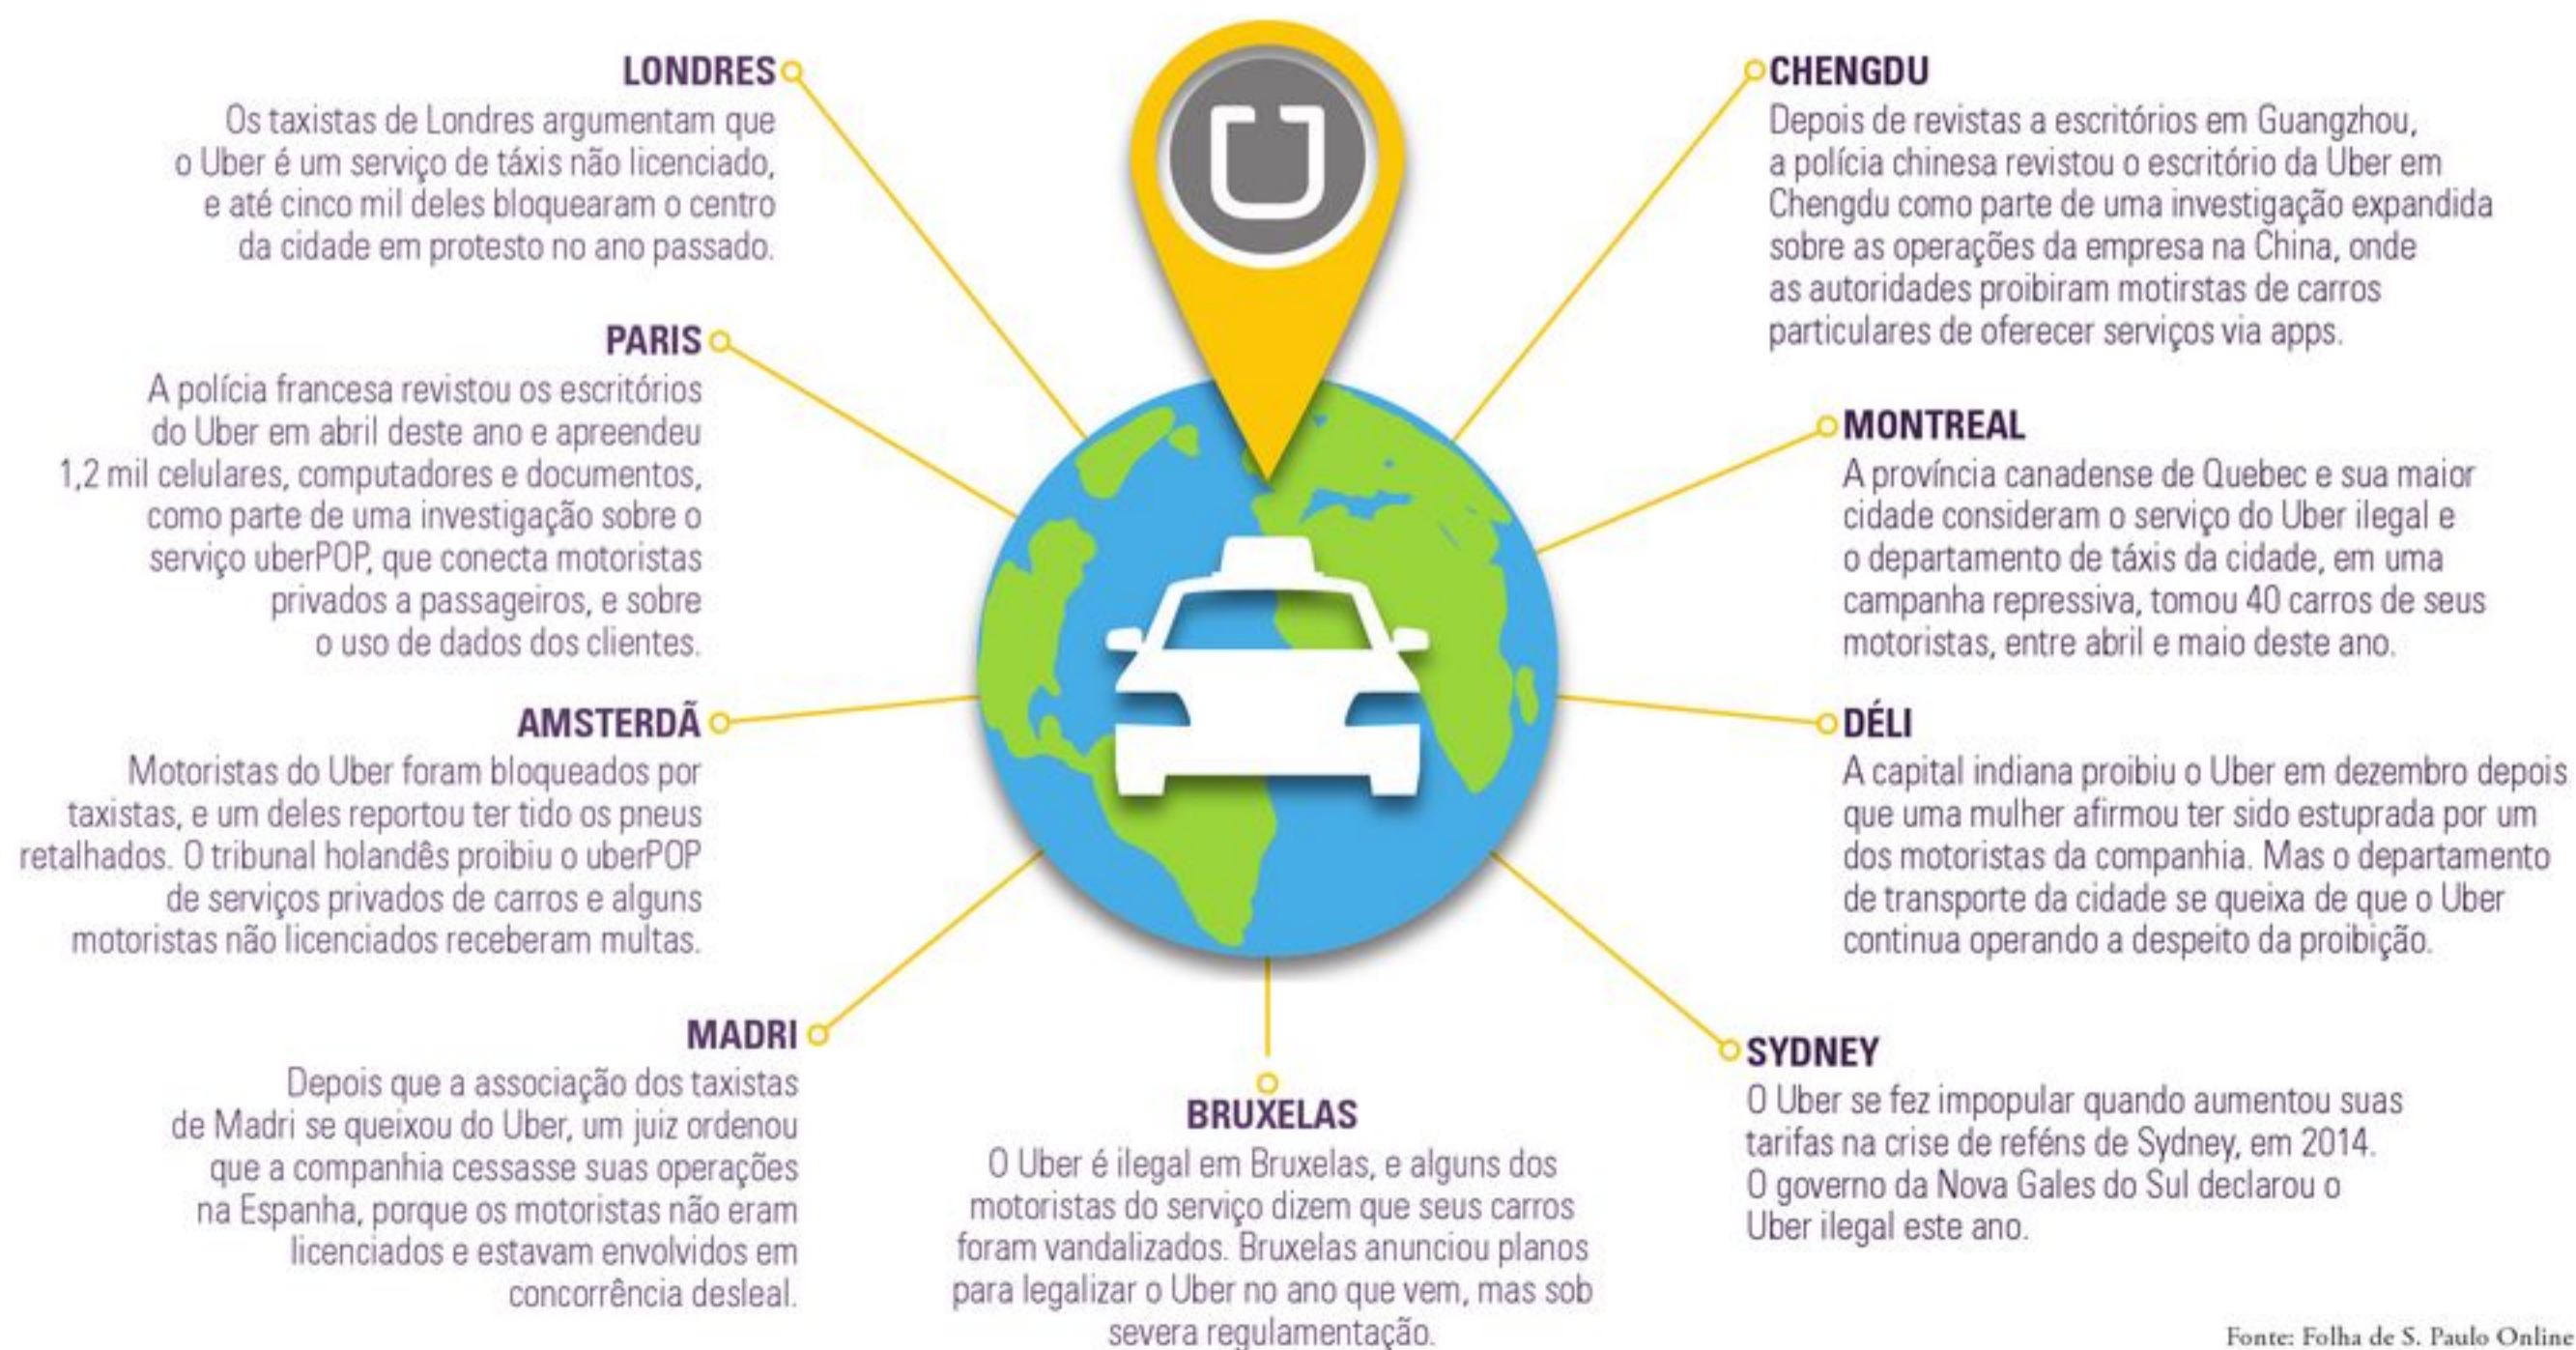 LONDRES
Os taxistas de Londres argumentam que
o Uber é um serviço de táxis não licenciado,
e até cinco mil deles bloquearam o centro
da cidade em protesto no ano passado.
PARIS
A polícia francesa revistou os escritórios
do Uber em abril deste ano e apreendeu
1,2 mil celulares, computadores e documentos,
como parte de uma investigação sobre o
serviço uberPOP, que conecta motoristas
privados a passageiros, e sobre
o uso de dados dos clientes.
AMSTERDÃ
Motoristas do Uber foram bloqueados por
taxistas, e um deles reportou ter tido os pneus
retalhados. O tribunal holandês proibiu o uberPOP
de serviços privados de carros e alguns
motoristas não licenciados receberam multas.
MADRI
Depois que a associação dos taxistas
de Madri se queixou do Uber, um juiz ordenou
que a companhia cessasse suas operações
na Espanha, porque os motoristas não eram
licenciados e estavam envolvidos em
concorrência desleal.
BRUXELAS
O Uber é ilegal em Bruxelas, e alguns dos
motoristas do serviço dizem que seus carros
foram vandalizados. Bruxelas anunciou planos
para legalizar o Uber no ano que vem, mas sob
severa regulamentação.
CHENGDU
Depois de revistas a escritórios em Guangzhou,
a polícia chinesa revistou o escritório da Uber em
Chengdu como parte de uma investigação expandida
sobre as operações da empresa na China, onde
as autoridades proibiram motirstas de carros
particulares de oferecer serviços via apps.
MONTREAL
A província canadense de Quebec e sua maior
cidade consideram o serviço do Uber ilegal e
o departamento de táxis da cidade, em uma
campanha repressiva, tomou 40 carros de seus
motoristas, entre abril e maio deste ano.
DÉLI
A capital indiana proibiu o Uber em dezembro depois
que uma mulher afirmou ter sido estuprada por um
dos motoristas da companhia. Mas o departamento
de transporte da cidade se queixa de que o Uber
continua operando a despeito da proibição.
SYDNEY
O Uber se fez impopular quando aumentou suas
tarifas na crise de reféns de Sydney, em 2014.
O governo da Nova Gales do Sul declarou o
Uber ilegal este ano.
Fonte: Folha de S. Paulo Online